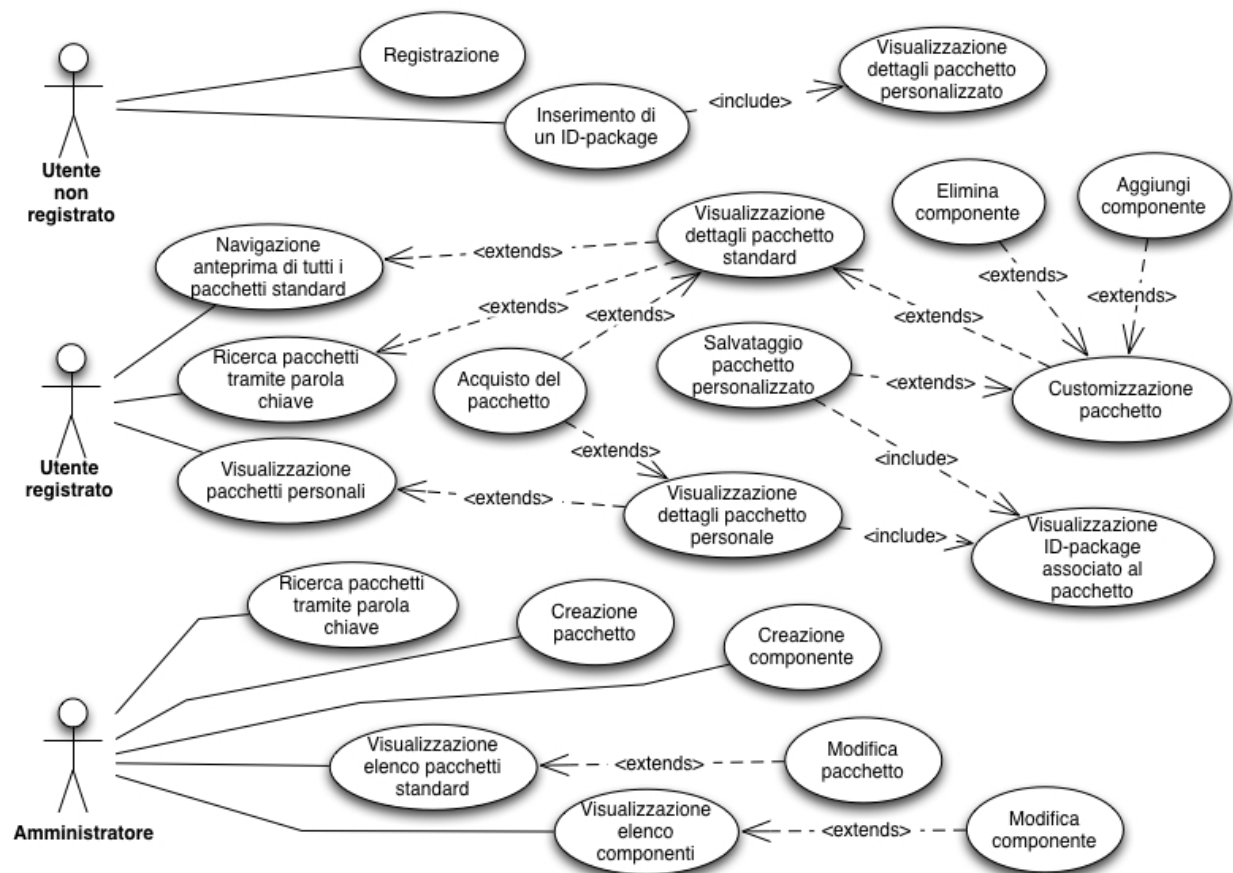 Registrazione
Visualizzazione
dettagli pacchetto
personalizzato
<include>
Inserimento di
un ID-package
Utente
non
registrato
Elimina
componente
Aggiungi
componente
Visualizzazione
dettagli pacchetto
standard
<extends>
Navigazione
anteprima di tutti i
pacchetti standard
<extends>
<extends>
<extends>
<extends>
<extends>
Ricerca pacchetti
tramite parola
chiave
Salvataggio
pacchetto
personalizzato
Acquisto del
pacchetto
<extends>
Customizzazione
pacchetto
Utente
registrato
<extends>
<include>
Visualizzazione
pacchetti personali
<extends>
Visualizzazione
dettagli pacchetto
personale
<include>
Visualizzazione
ID-package
associato al
pacchetto
Ricerca pacchetti
tramite parola
chiave
Creazione
pacchetto
Creazione
componente
Visualizzazione
elenco pacchetti
standard
<extends>
Modifica
pacchetto
Amministratore
Visualizzazione
elenco
componenti
<extends>
Modifica
componente